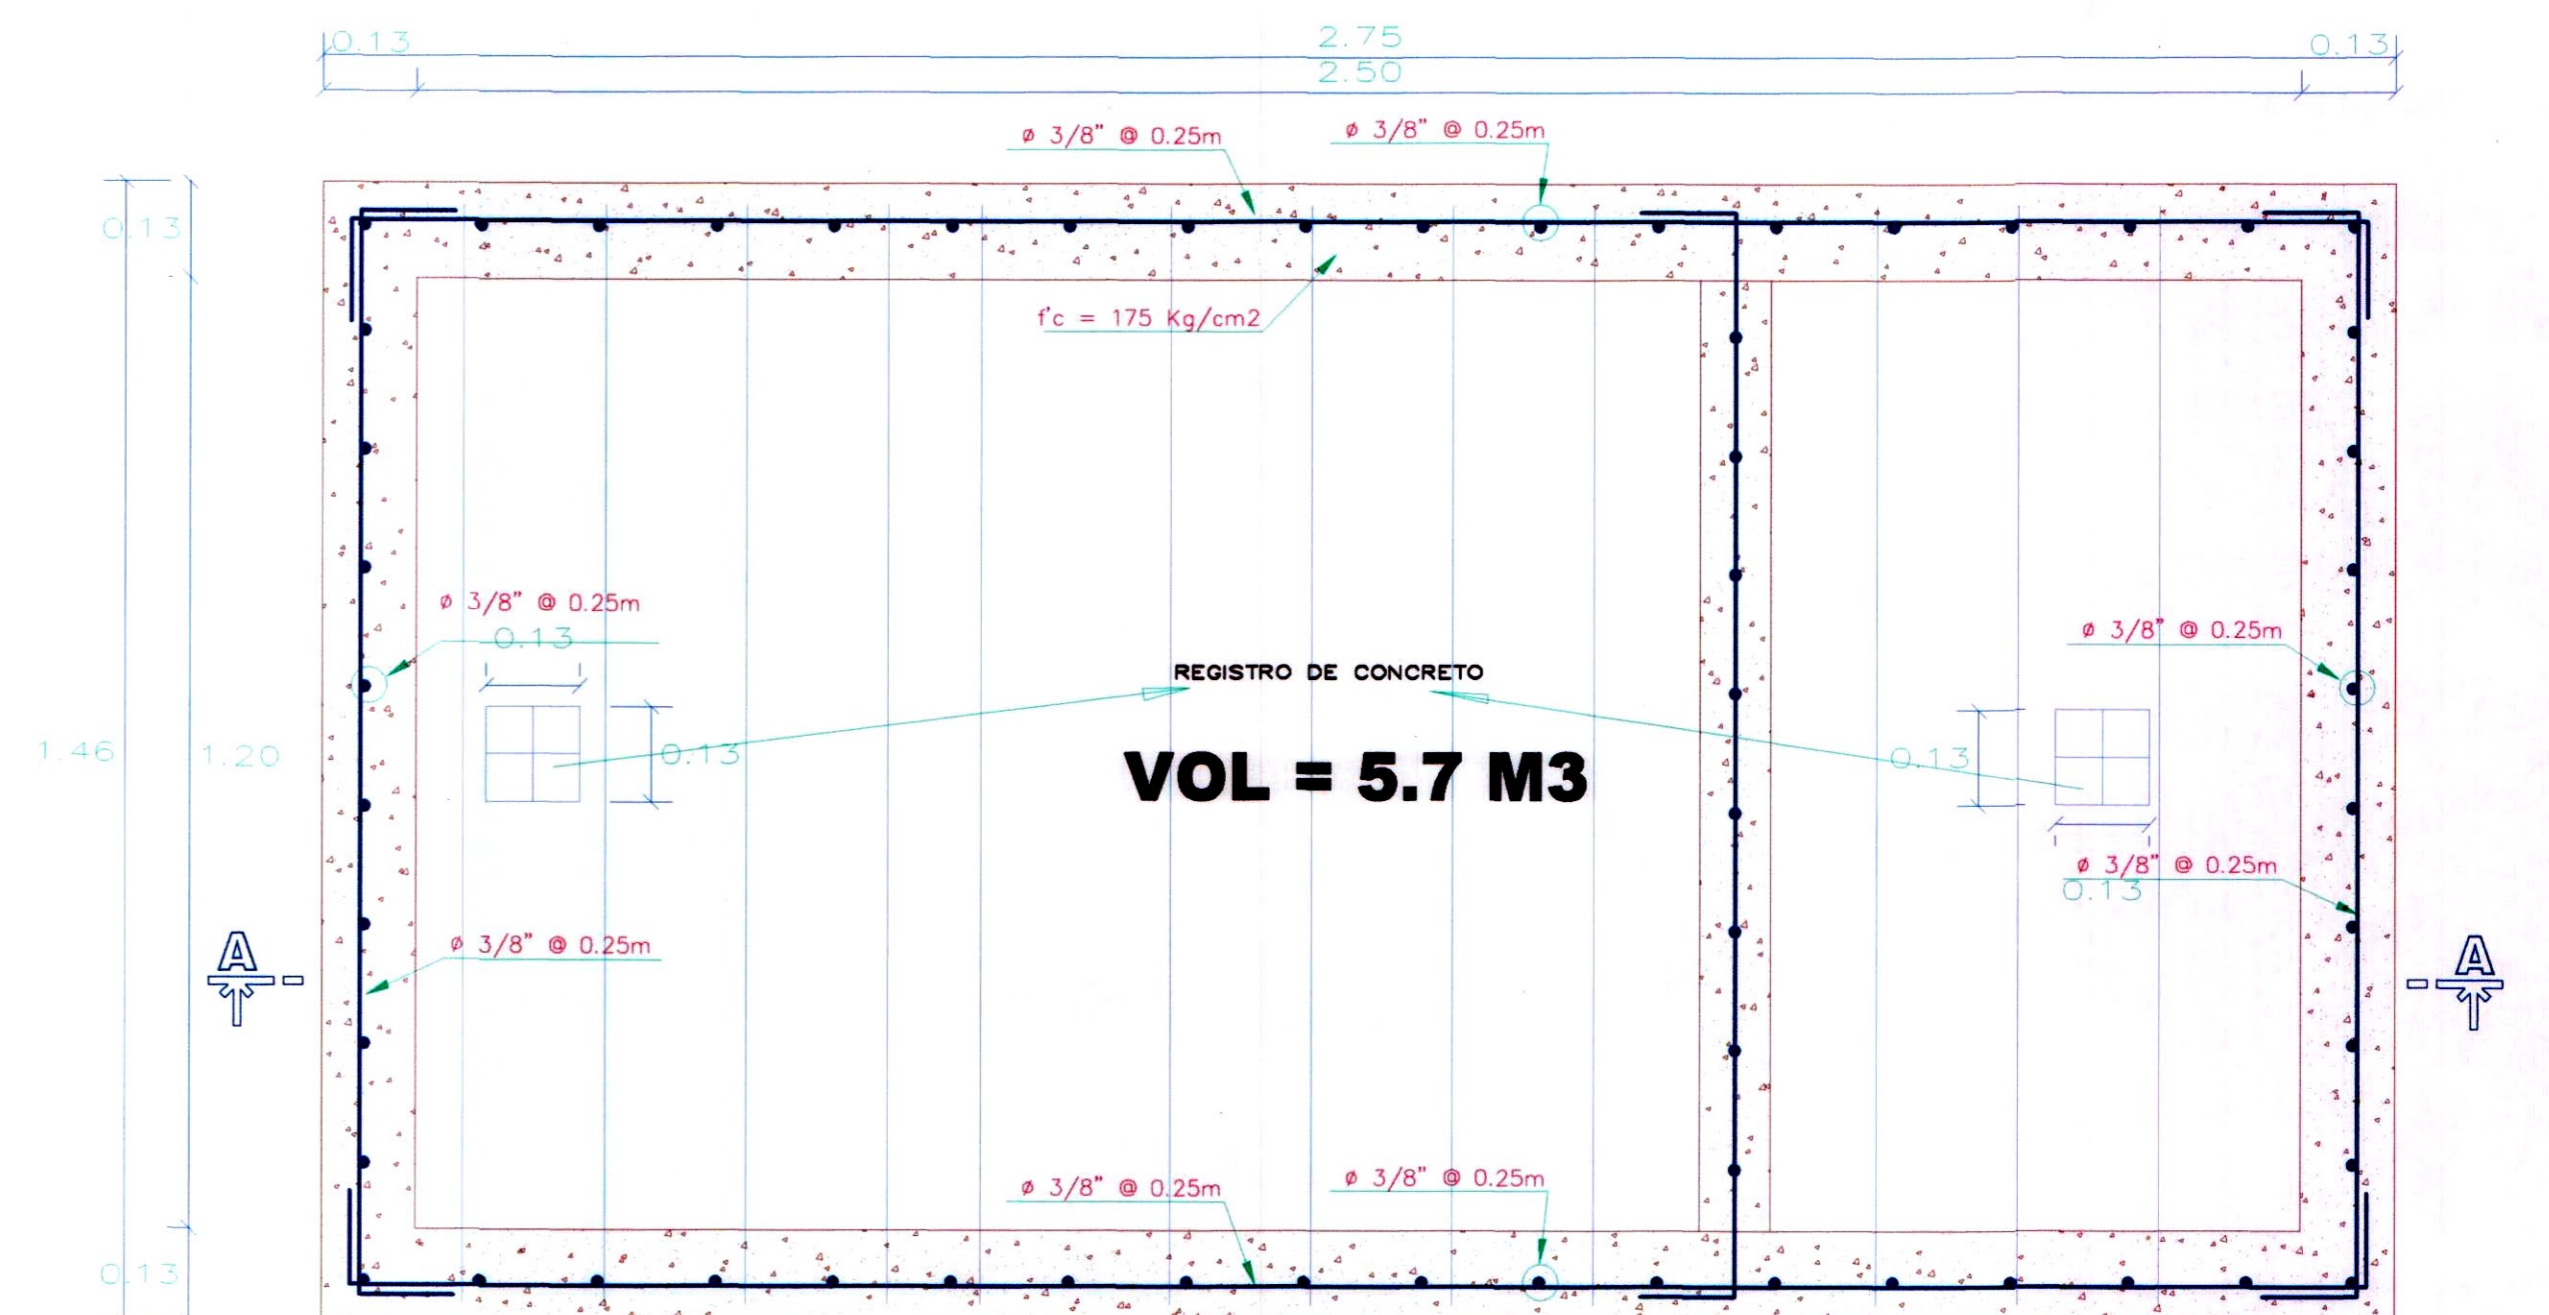 0.13
2.75
0.13
2.50
ø 3/8" @ 0.25m
ø 3/8" @ 0.25m
0.13
f'c = 175 Kg/cm2
ø 3/8" @ 0.25m
0.13
ø 3/8" @ 0.25m
REGISTRO DE CONCRETO
1.46
1.20
0.13
VOL = 5.7 M3
0.13
ø 3/8" @ 0.25m
0.13
A
ø 3/8" @ 0.25m
A
ø 3/8" @ 0.25m
ø 3/8" @ 0.25m
0.13